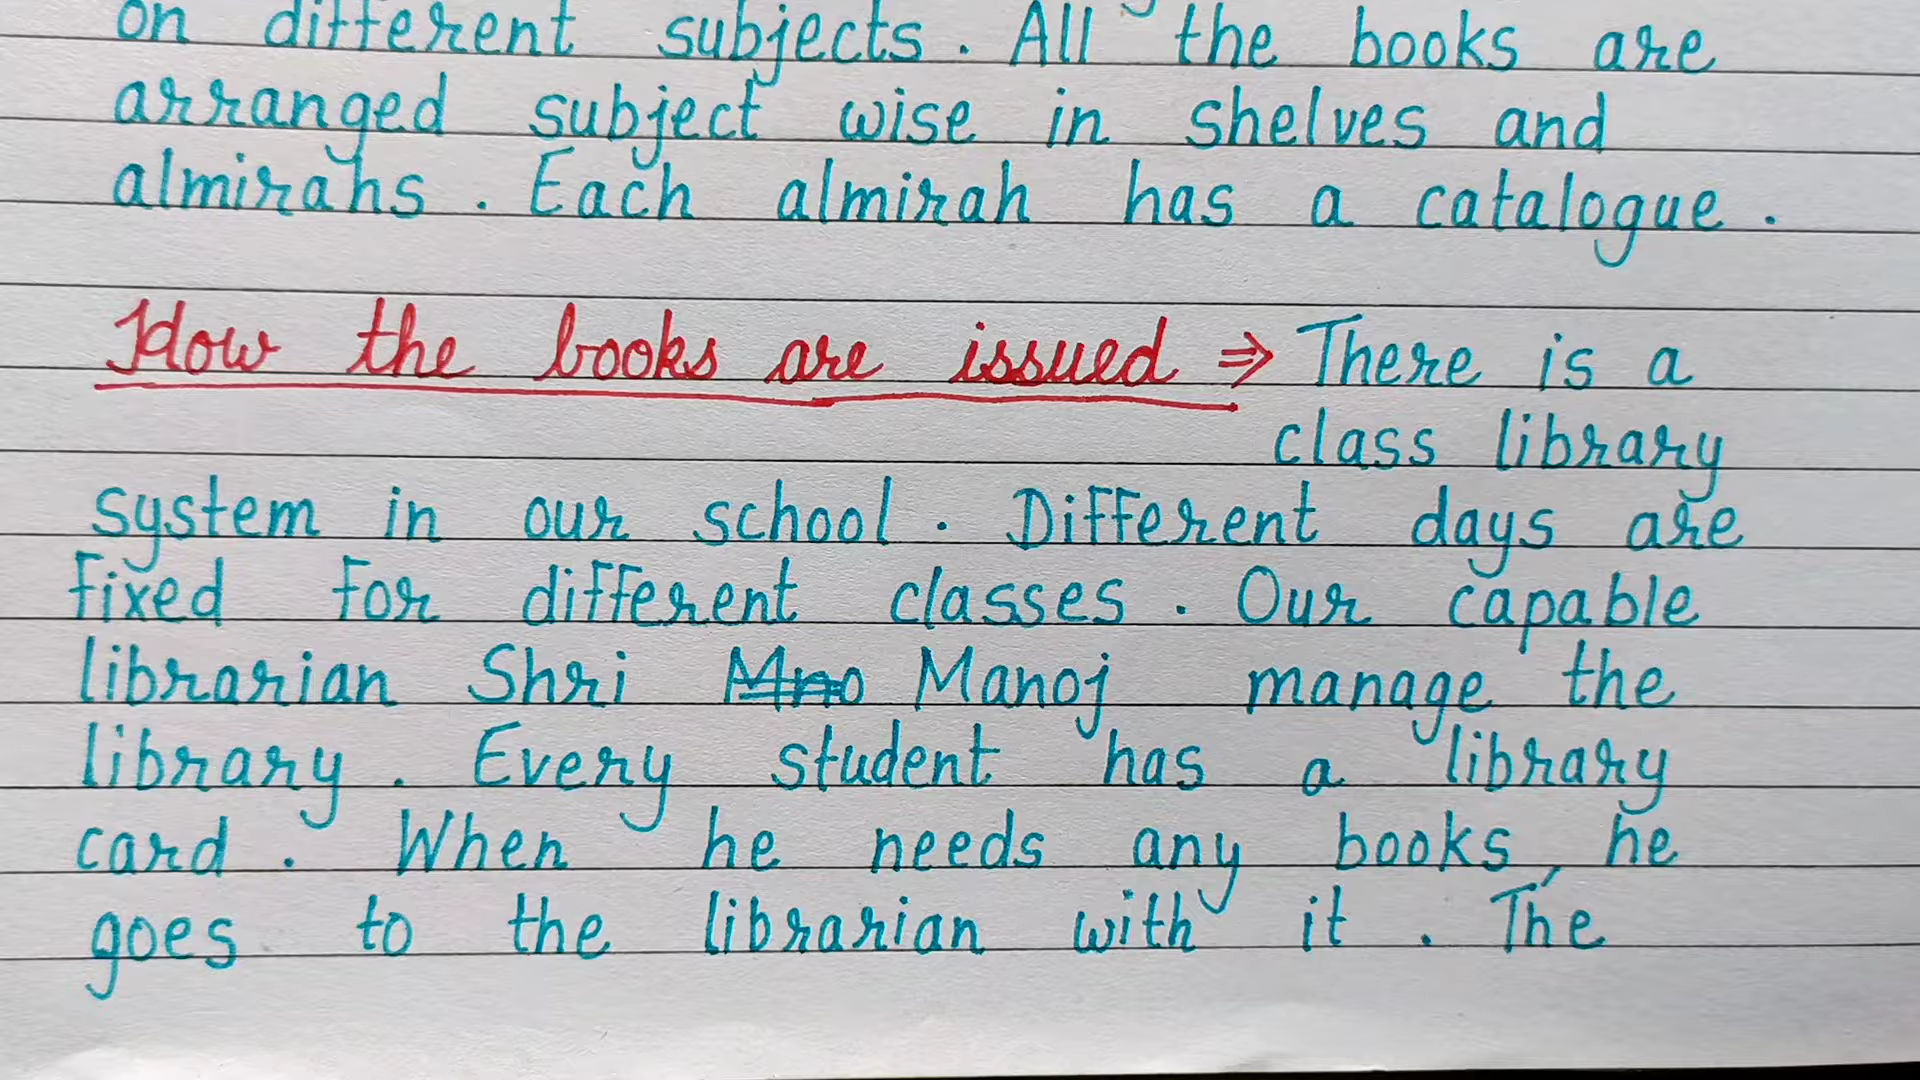 on different subjects. All the books are
arranged subject wise in shelves and
almirahs. Each almirah has a catalogue.
How the books are issued ⇒ There is a
class library
system in our school. Different days are
fixed for different classes. Our capable
librarian Shri Manoj manage the
library. Every student has a library
card. When he needs any books, he
goes to the librarian with it. The